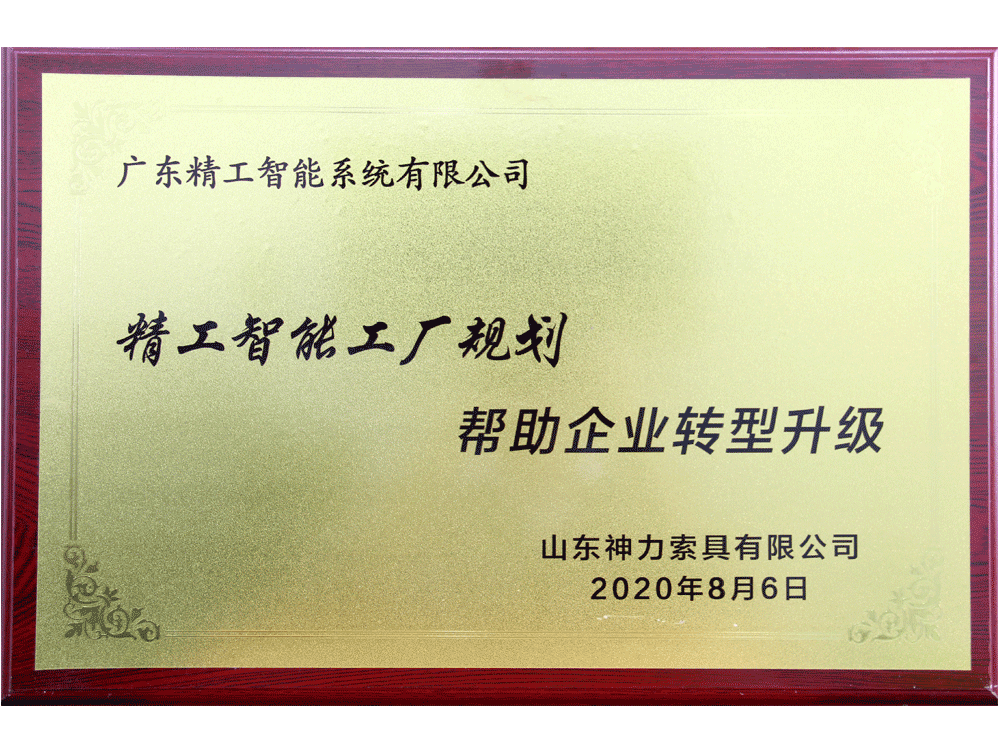 广东精工智能系统有限公司
精工智能工厂规划
帮助企业转型升级
山东神力索具有限公司
2020年8月6日